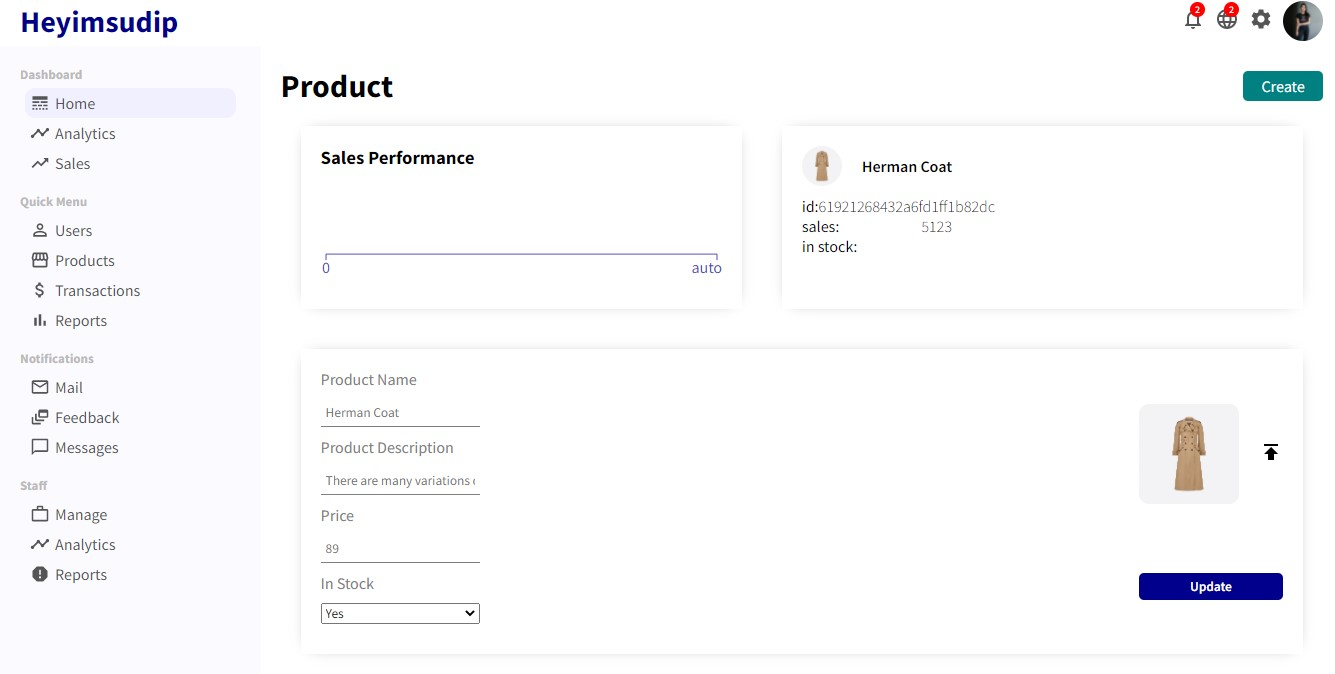 Heyimsudip
2
2
Dashboard
Home
Analytics
Sales
Quick Menu
Users
Products
Transactions
Reports
Notifications
Mail
Feedback
Messages
Staff
Manage
Analytics
Reports
Product
Create
Sales Performance
0
auto
Herman Coat
id:61921268432a6fd1ff1b82dc
sales: 5123
in stock:
Product Name
Herman Coat
Product Description
There are many variations
Price
89
In Stock
Yes
Update